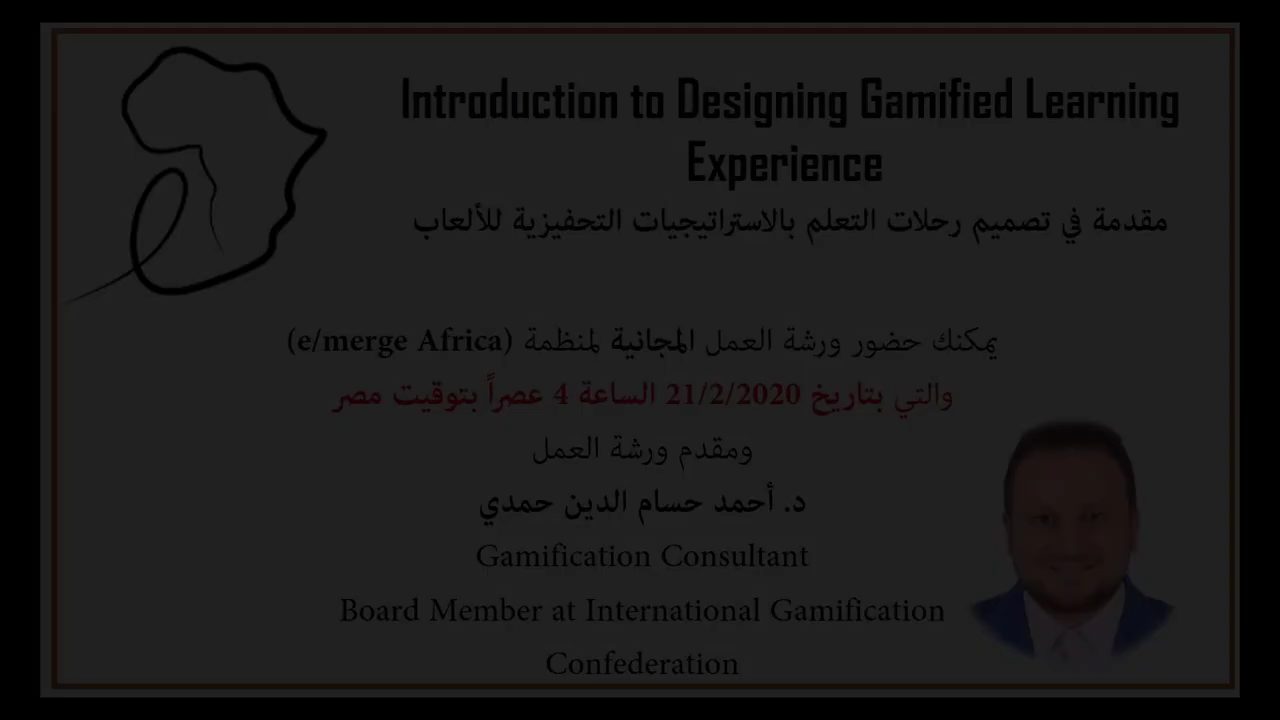 Introduction to Designing Gamified Learning
Experience
مقدمة في تصميم رحلات التعلم بالاستراتيجيات التحفيزية للألعاب
يمكنك حضور ورشة العمل المجانية لمنظمة (e/merge Africa)
والتي بتاريخ 21/2/2020 الساعة 4 عصراً بتوقيت مصر
ومقدم ورشة العمل
د. أحمد حسام الدين حمدي
Gamification Consultant
Board Member at International Gamification
Confederation